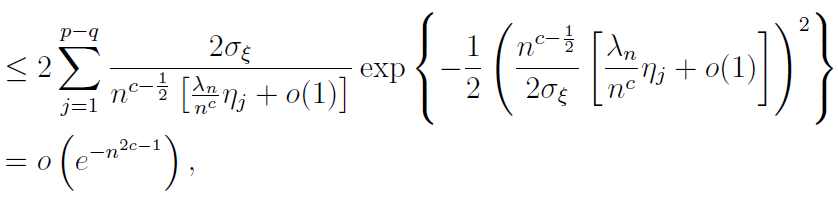 \leq 2 \sum_{j=1}^{p-q} \frac{2\sigma_{\xi}}{n^{c-\frac{1}{2}} \left[ \frac{\lambda_n}{n^c} \eta_j + o(1) \right]} \exp \left\{ -\frac{1}{2} \left( \frac{n^{c-\frac{1}{2}}}{2\sigma_{\xi}} \left[ \frac{\lambda_n}{n^c} \eta_j + o(1) \right] \right)^2 \right\}
= o \left( e^{-n^{2c-1}} \right),